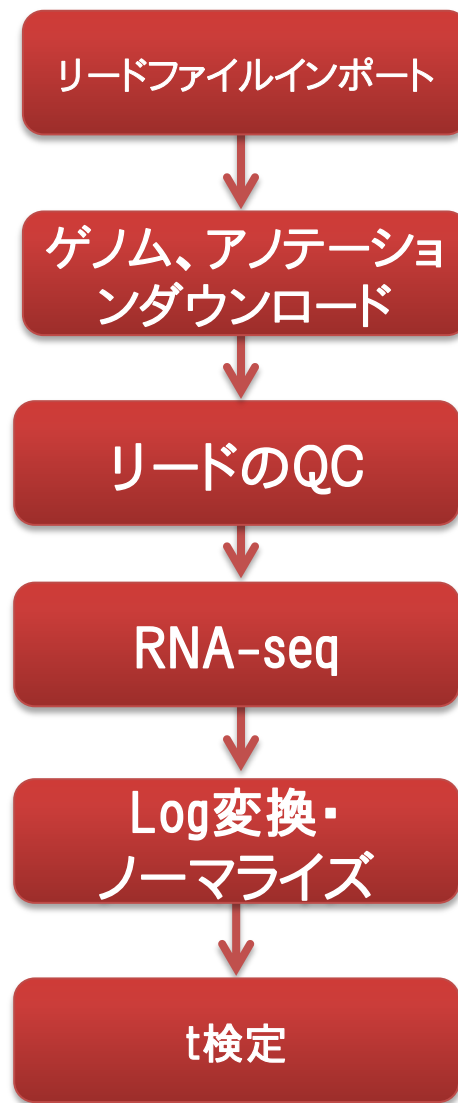 リードファイルインポート
ゲノム、アノテーショ
ンダウンロード
リードのQC
RNA-seq
Log変換・
ノーマライズ
t検定